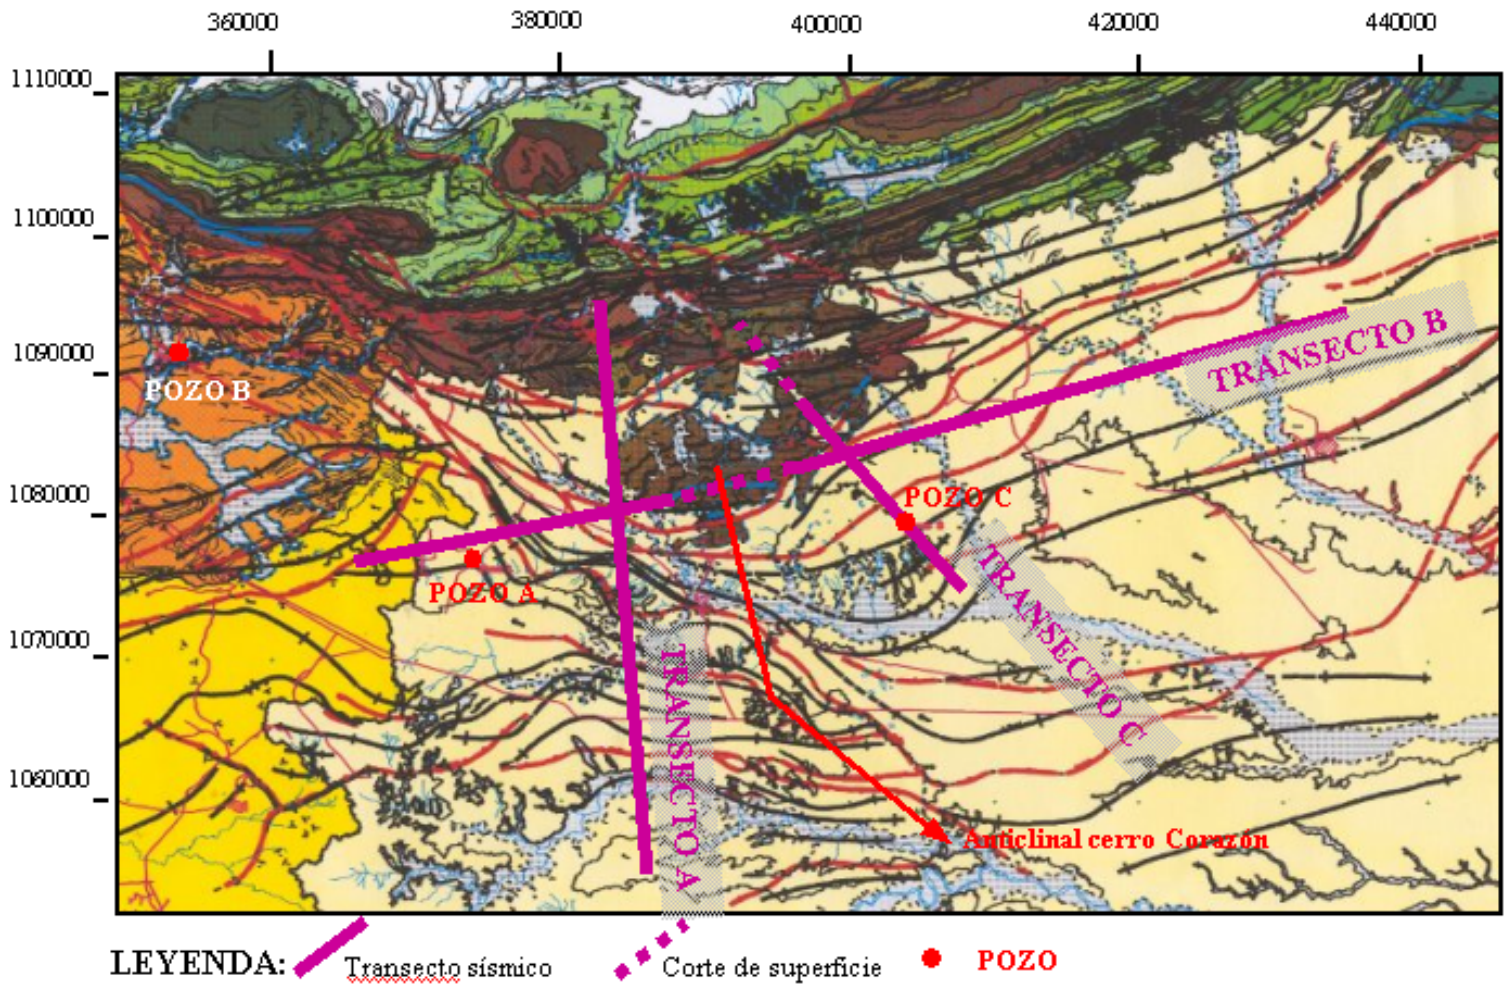 360000 380000 400000 420000 440000
1110000
1100000
1090000
1080000
1070000
1060000
POZO B
TRANSECTO B
POZO C
POZO A
TRANSECTO C
TRANSECTO A
Anticlinal cerro Corazón
LEYENDA: Transecto sísmico Corte de superficie POZO